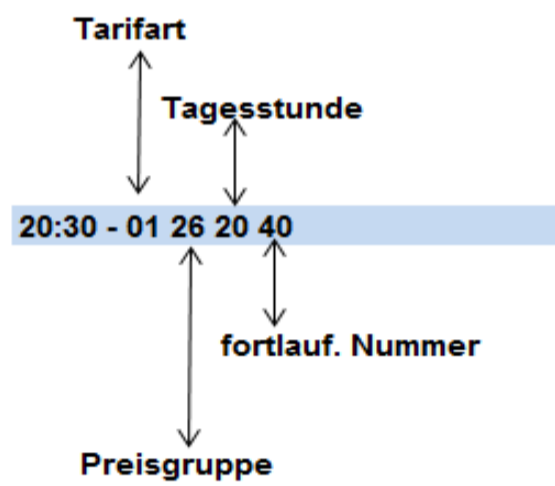 Tarifart
Tagesstunde
20:30 - 01 26 20 40
fortlauf. Nummer
Preisgruppe